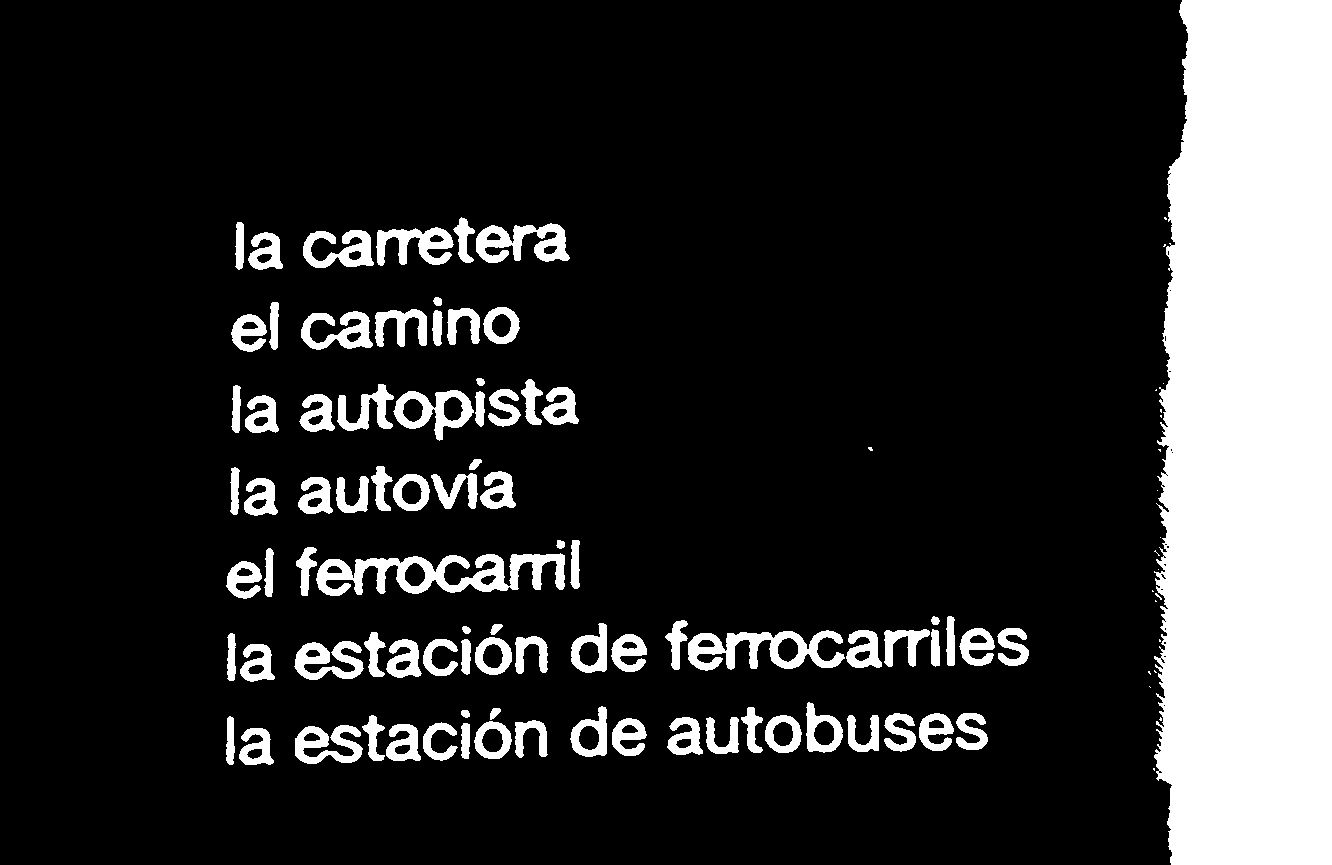 la carretera
el camino
la autopista
la autovía
el ferrocarril
la estación de ferrocarriles
la estación de autobuses